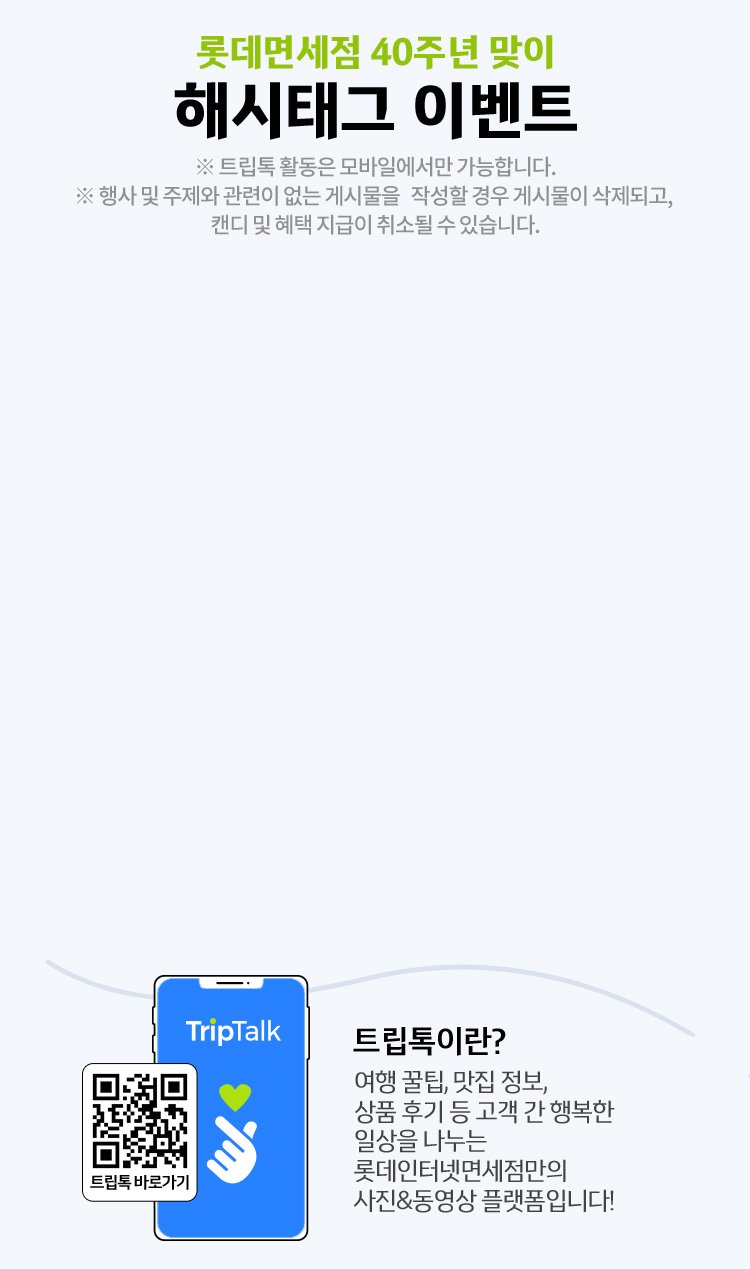 롯데면세점 40주년 맞이
해시태그 이벤트
※ 트립톡 활동은 모바일에서만 가능합니다.
※ 행사 및 주제와 관련이 없는 게시물을 작성할 경우 게시물이 삭제되고,
캔디 및 혜택 지급이 취소될 수 있습니다.
TripTalk
트립톡 바로가기
트립톡이란?
여행 꿀팁, 맛집 정보,
상품 후기 등 고객 간 행복한
일상을 나누는
롯데인터넷면세점만의
사진&동영상 플랫폼입니다!